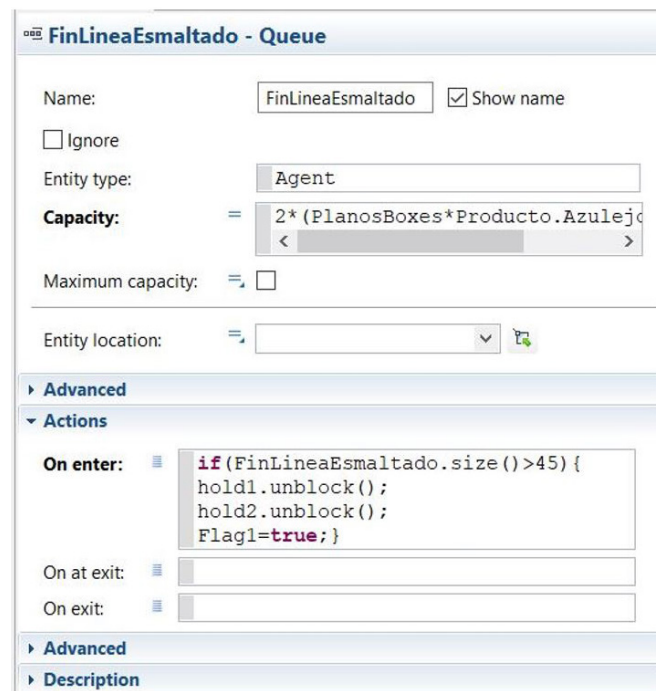 FinLineaEsmaltado - Queue
Name: FinLineaEsmaltado Show name
Ignore
Entity type: Agent
Capacity: = 2*(PlanosBoxes*Producto.Azulejo
Maximum capacity: =
Entity location: =
Advanced
Actions
On enter: if(FinLineaEsmaltado.size()>45){
hold1.unblock();
hold2.unblock();
Flag1=true;}
On at exit:
On exit:
Advanced
Description